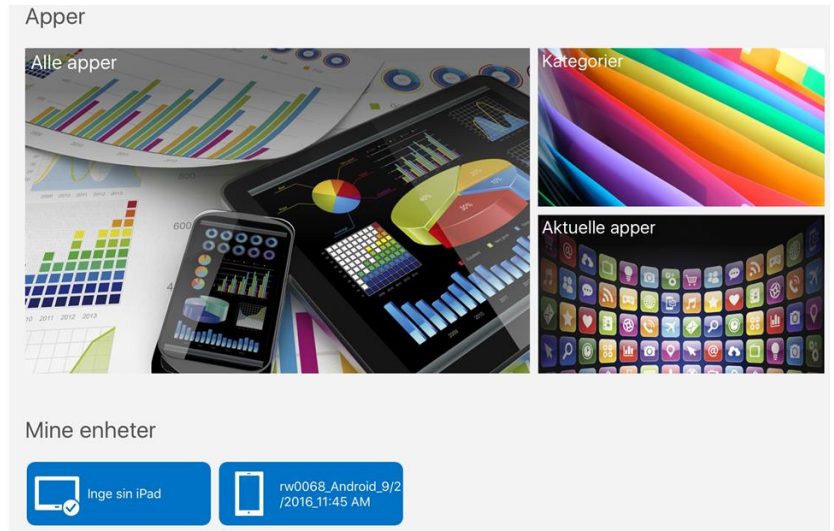 Apper
Alle apper
Kategorier
Aktuelle apper
Mine enheter
Inge sin iPad
rw0068_Android_9/2
/2016_11:45 AM